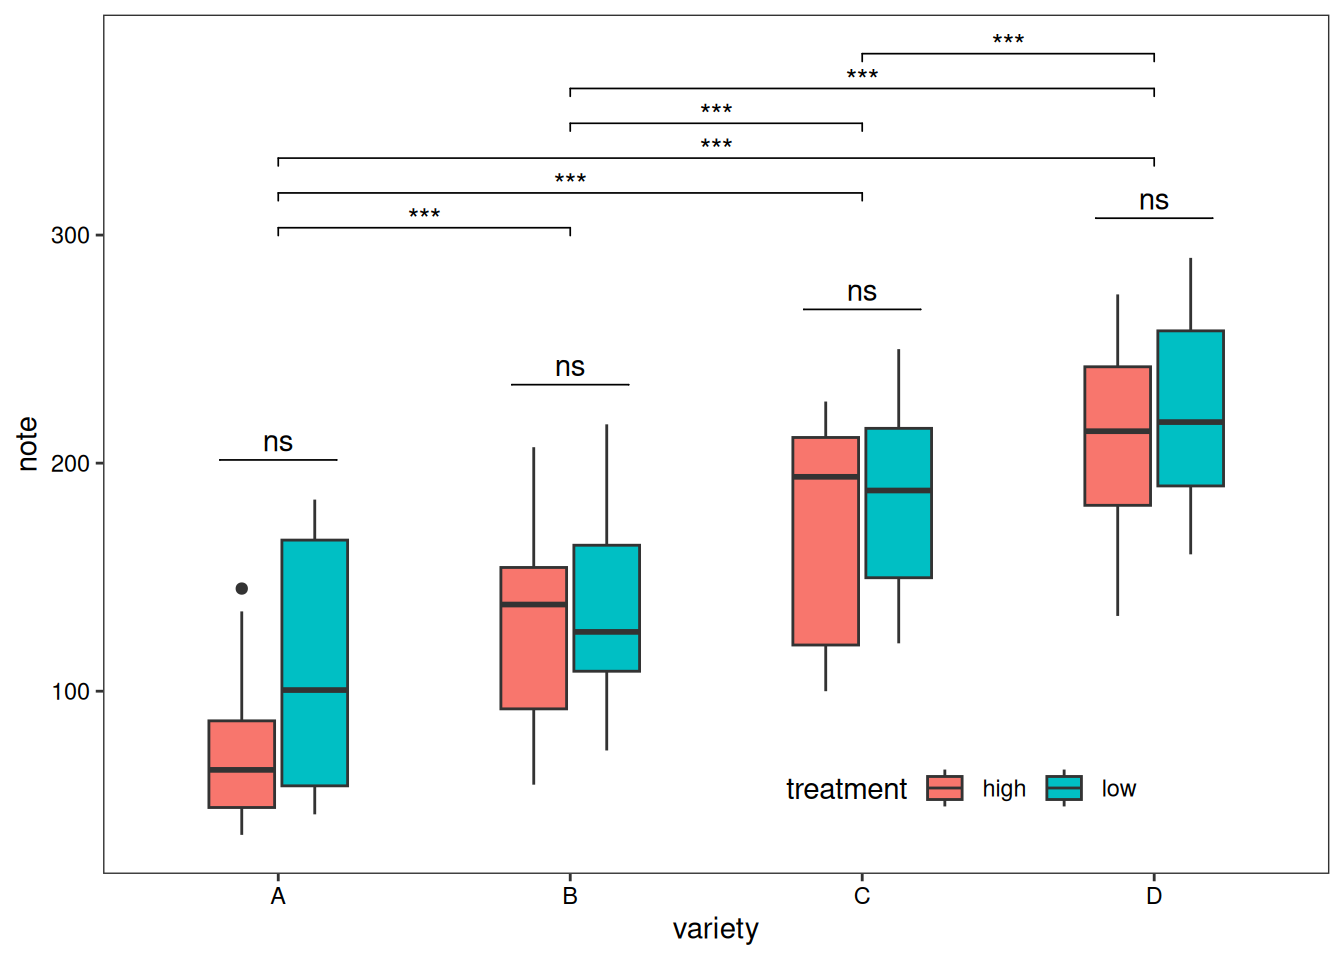 ***
***
***
***
***
***
ns
300
ns
ns
ns
200
100
note
treatment high low
A B C D
variety